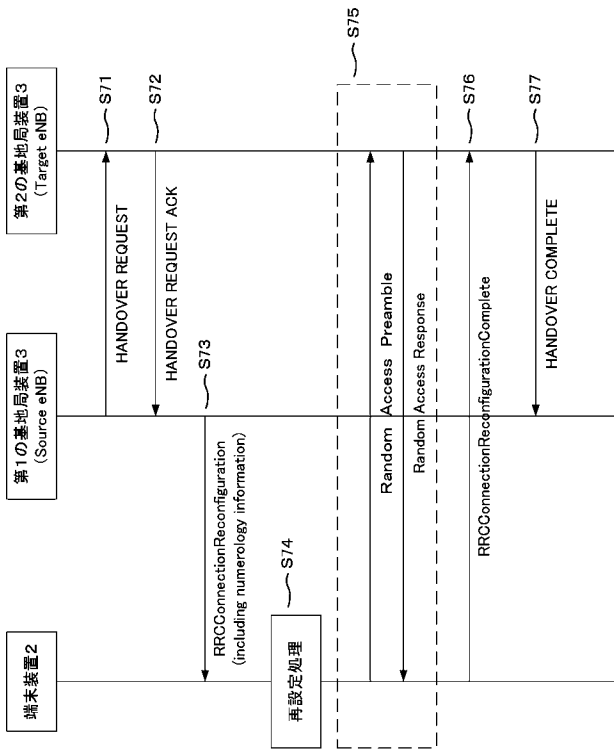 端末装置2
第1の基地局装置3
(Source eNB)
第2の基地局装置3
(Target eNB)
HANDOVER REQUEST
S71
HANDOVER REQUEST ACK
S72
S73
RRCConnectionReconfiguration
(including numerology information)
再設定処理
S74
S75
Random Access Preamble
Random Access Response
RRCConnectionReconfigurationComplete
S76
HANDOVER COMPLETE
S77